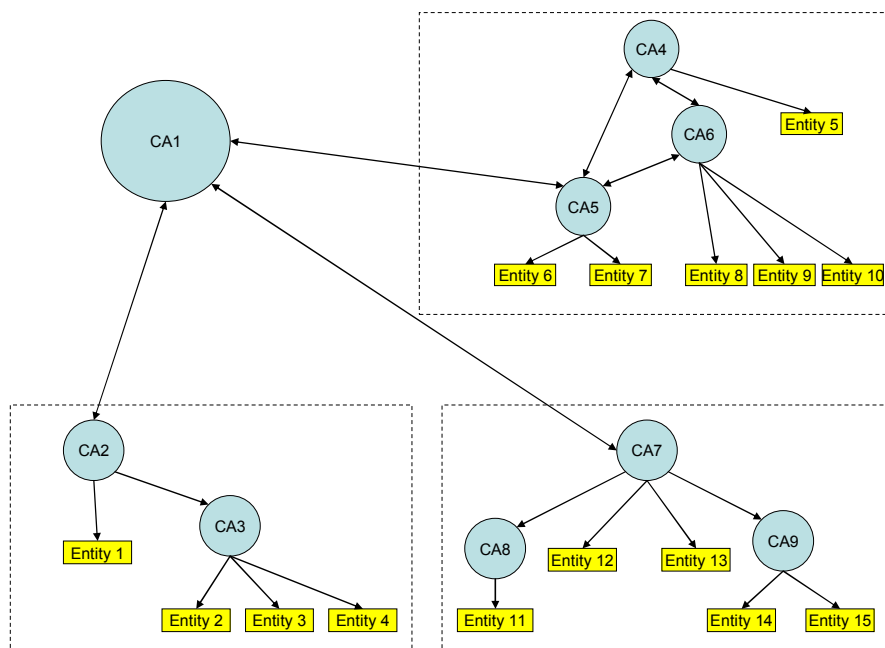 CA4
Entity 5
CA1
CA6
CA5
Entity 6
Entity 7
Entity 8
Entity 9
Entity 10
CA2
CA3
Entity 1
Entity 2
Entity 3
Entity 4
CA7
CA8
Entity 12
Entity 13
CA9
Entity 11
Entity 14
Entity 15